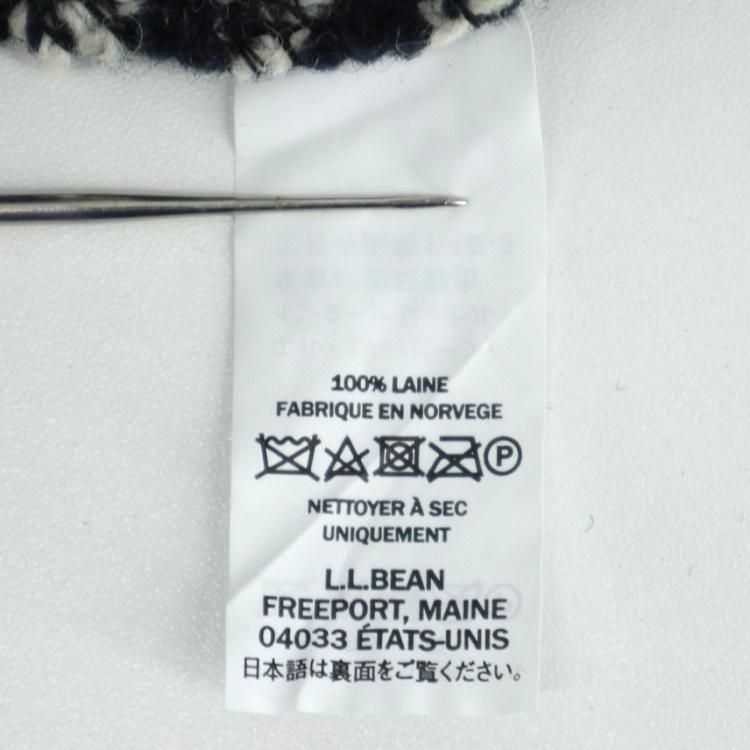 100% LAINE
FABRIQUE EN NORVEGE
P
NETTOYER À SEC
UNIQUEMENT
L.L.BEAN
FREEPORT, MAINE
04033 ÉTATS-UNIS
日本語は裏面をご覧ください。